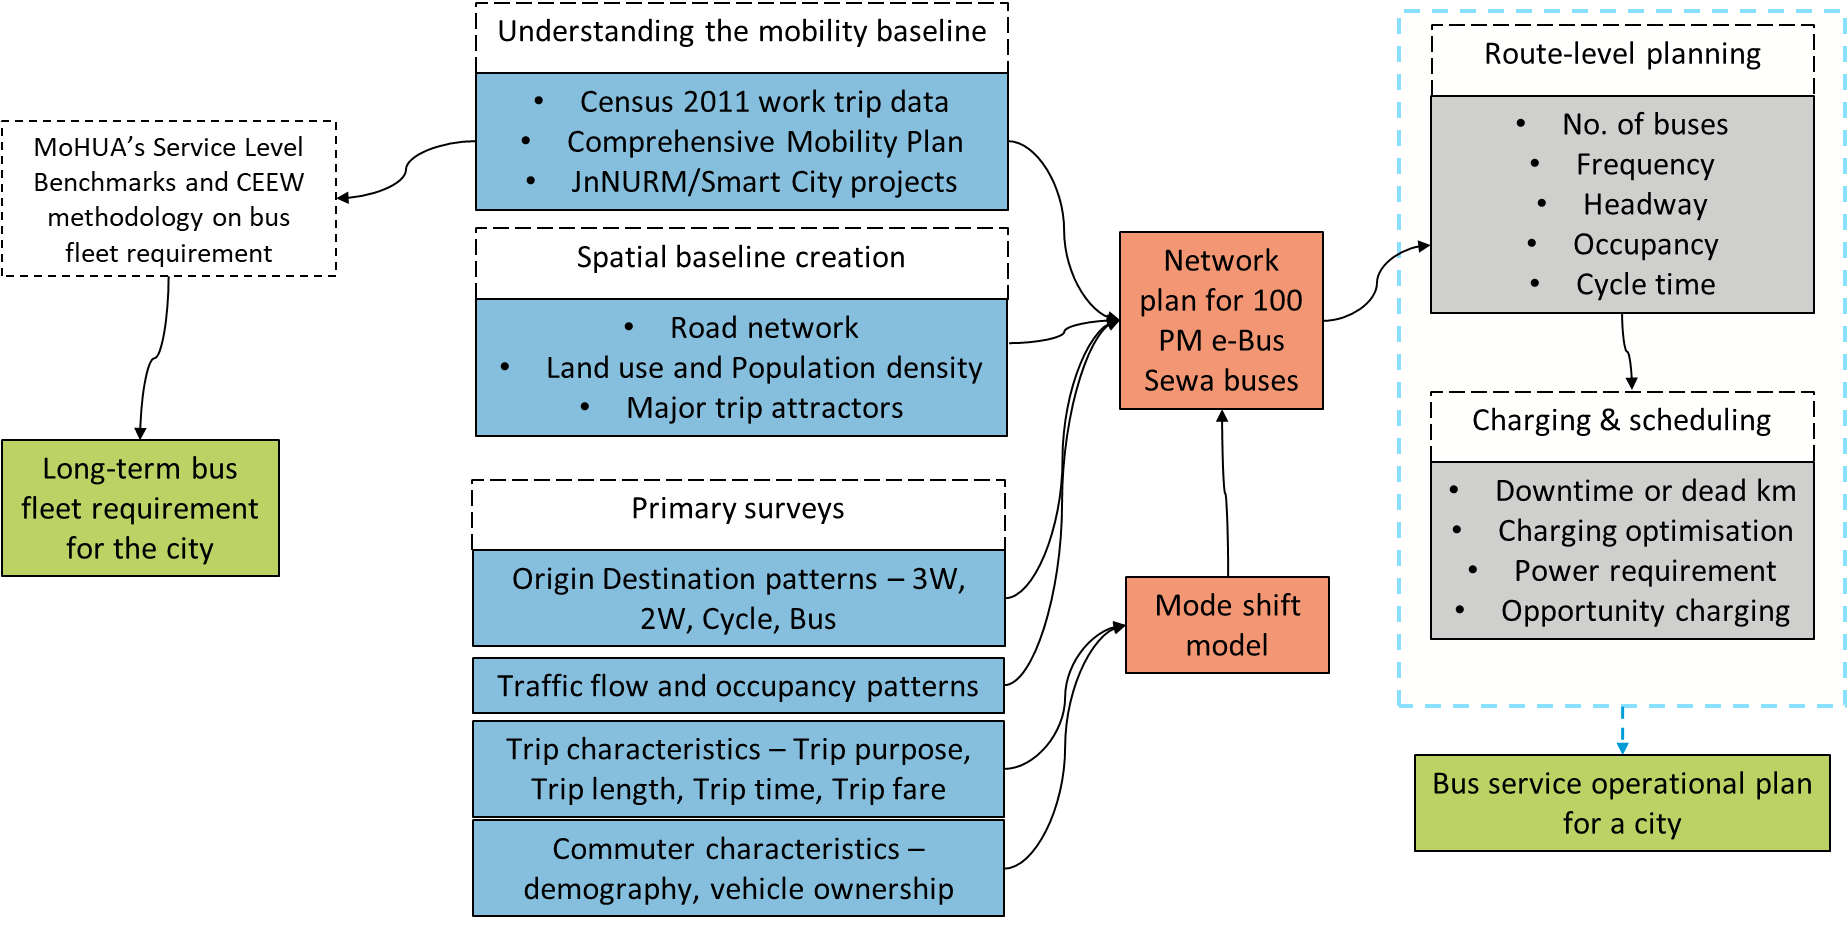 Understanding the mobility baseline
• Census 2011 work trip data
• Comprehensive Mobility Plan
• JnNURM/Smart City projects
MoHUA's Service Level
Benchmarks and CEEW
methodology on bus
fleet requirement
Long-term bus
fleet requirement
for the city
Spatial baseline creation
• Road network
• Land use and Population density
• Major trip attractors
Primary surveys
Origin Destination patterns – 3W,
2W, Cycle, Bus
Traffic flow and occupancy patterns
Trip characteristics – Trip purpose,
Trip length, Trip time, Trip fare
Commuter characteristics –
demography, vehicle ownership
Network
plan for 100
PM e-Bus
Sewa buses
Mode shift
model
Route-level planning
• No. of buses
• Frequency
• Headway
• Occupancy
• Cycle time
Charging & scheduling
• Downtime or dead km
• Charging optimisation
• Power requirement
• Opportunity charging
Bus service operational plan
for a city